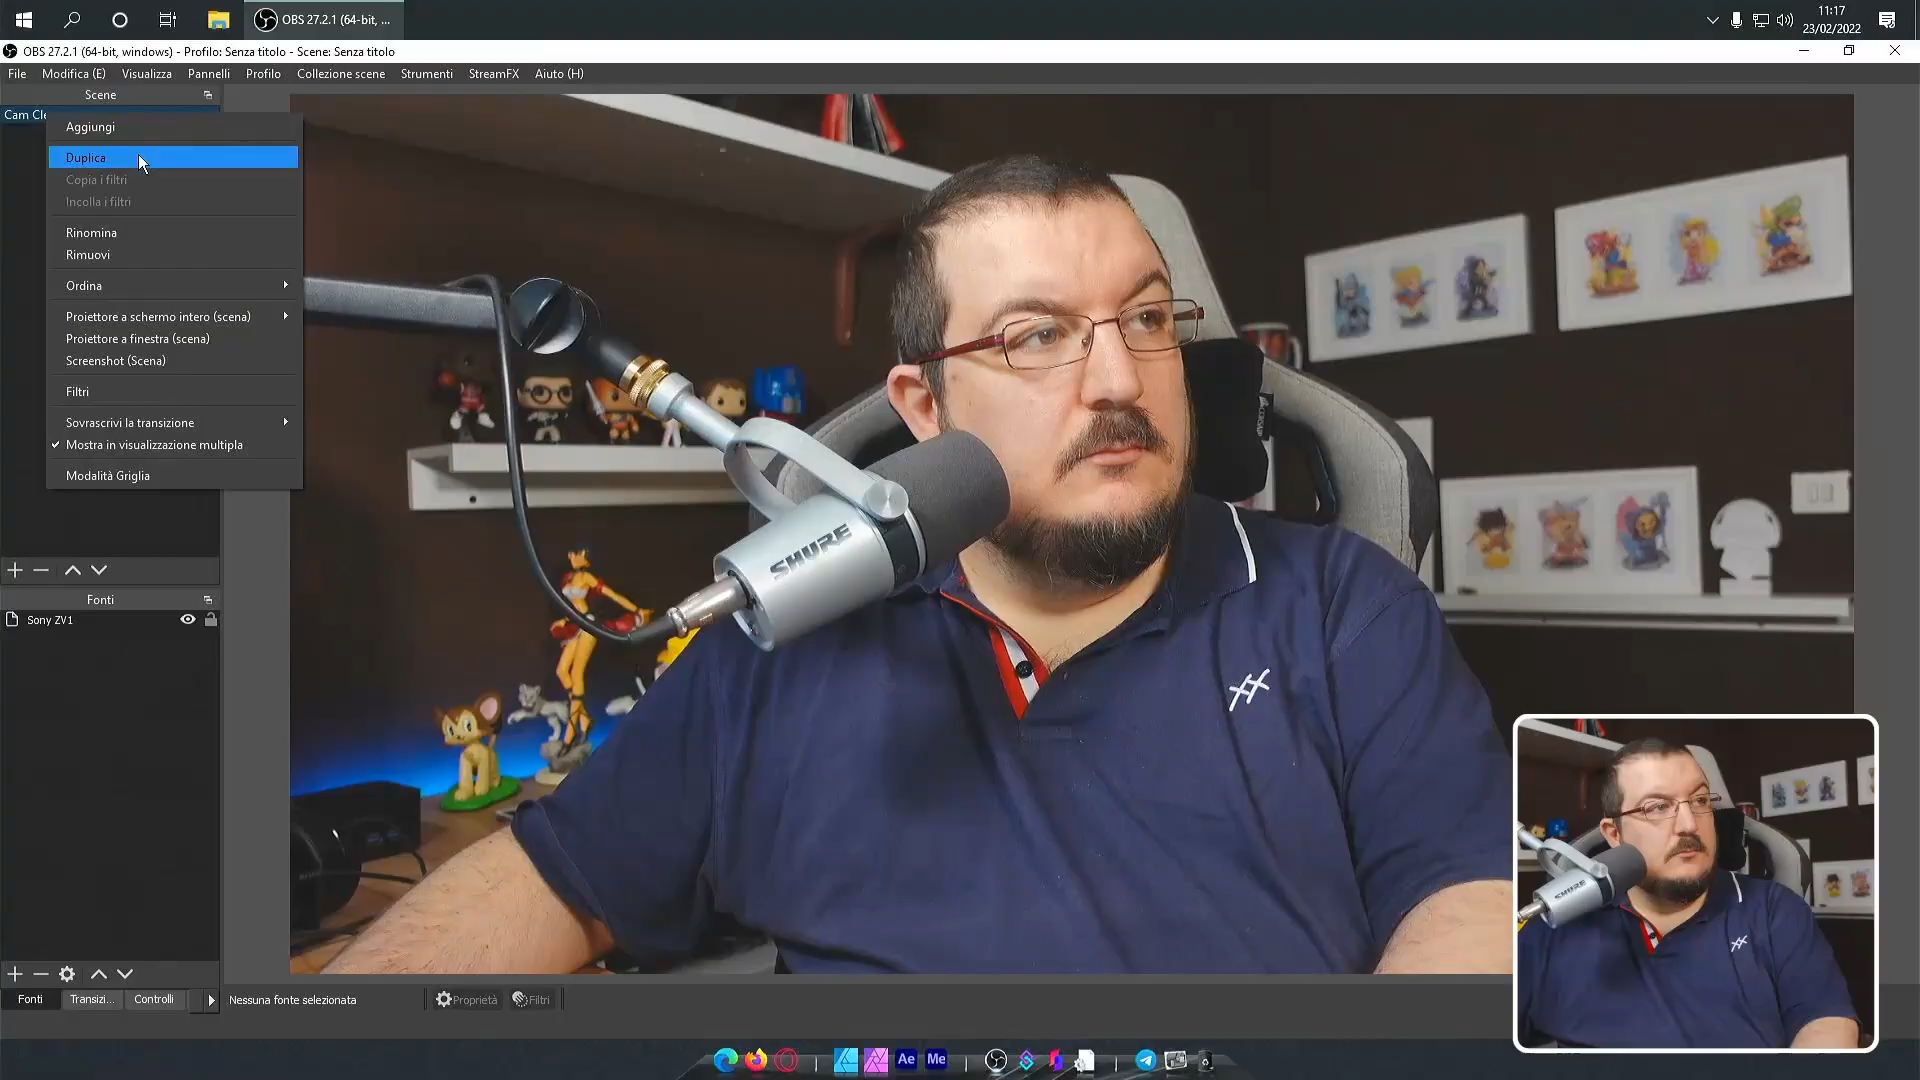 OBS 27.2.1 (64-bit, ...
11:17
23/02/2022
OBS 27.2.1 (64-bit, windows) - Profilo: Senza titolo - Scene: Senza titolo
File Modifica (E) Visualizza Pannelli Profilo Collezione scene Strumenti StreamFX Aiuto (H)
Scene
Cam Cle
Aggiungi
Duplica
Copia i filtri
Incolla i filtri
Rinomina
Rimuovi
Ordina
Proiettore a schermo intero (scena)
Proiettore a finestra (scena)
Screenshot (Scena)
Filtri
Sovrascrivi la transizione
Mostra in visualizzazione multipla
Modalità Griglia
SHURE
Fonti
Sony ZV1
SHURE
Fonti Transizi... Controlli
Nessuna fonte selezionata
Proprietà Filtri
Ae Me